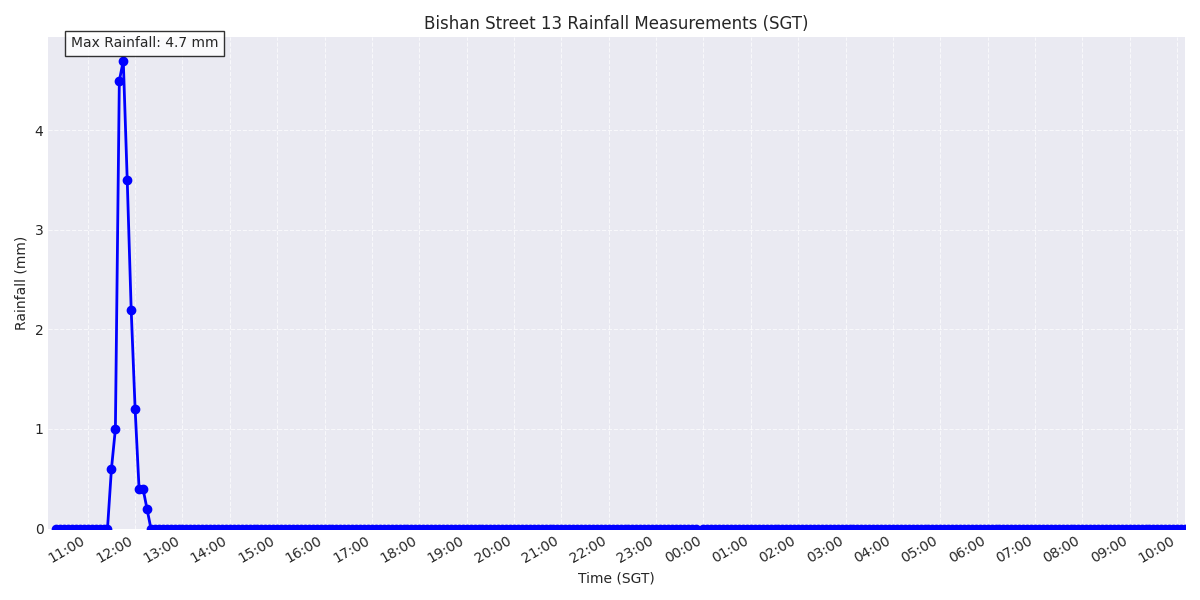 Bishan Street 13 Rainfall Measurements (SGT)
Max Rainfall: 4.7 mm
Rainfall (mm)
4
3
2
1
0
11:00 12:00 13:00 14:00 15:00 16:00 17:00 18:00 19:00 20:00 21:00 22:00 23:00 00:00 01:00 02:00 03:00 04:00 05:00 06:00 07:00 08:00 09:00 10:00
Time (SGT)